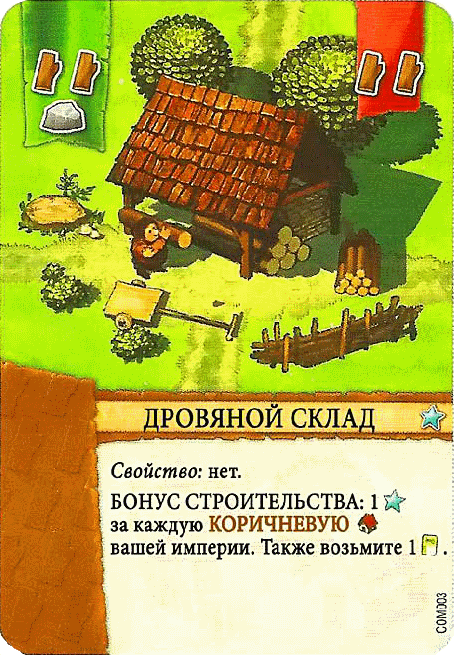 ДРОВЯНОЙ СКЛАД
Свойство: нет.
БОНУС СТРОИТЕЛЬСТВА: 1
за каждую КОРИЧНЕВУЮ
вашей империи. Также возьмите 1 .
COM003